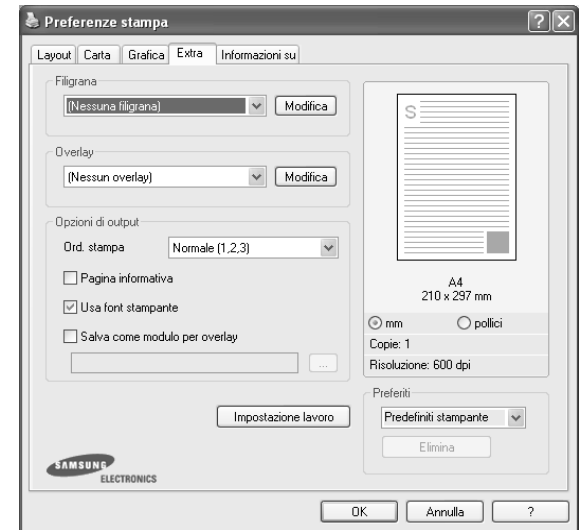 Preferenze stampa
Layout Carta Grafica Extra Informazioni su
Filigrana
(Nessuna filigrana) Modifica
Overlay
(Nessun overlay) Modifica
Opzioni di output
Ord. stampa Normale (1,2,3)
Pagina informativa
Usa font stampante
Salva come modulo per overlay
...
Impostazione lavoro
SAMSUNG
ELECTRONICS
S
A4
210 x 297 mm
mm pollici
Copie: 1
Risoluzione: 600 dpi
Preferiti
Predefiniti stampante
Elimina
OK Annulla ?